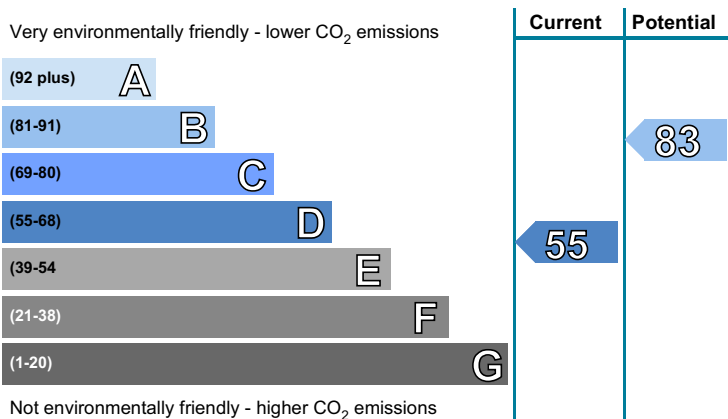 Current Potential
Very environmentally friendly - lower CO2 emissions
(92 plus) A
(81-91) B
83
(69-80) C
(55-68) D
55
(39-54 E
(21-38) F
(1-20) G
Not environmentally friendly - higher CO2 emissions